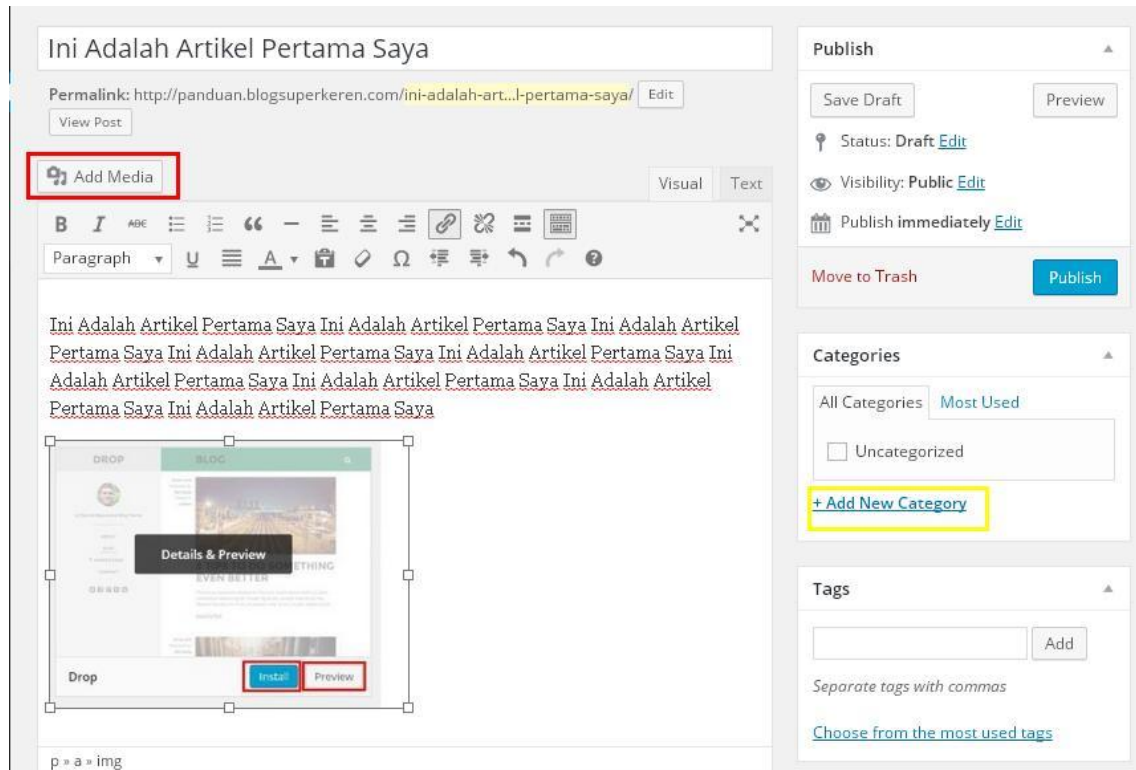 Ini Adalah Artikel Pertama Saya
Permalink: http://panduan.blogsuperkeren.com/ini-adalah-art...l-pertama-saya/ Edit
View Post
Add Media
Visual Text
B I ABC
Paragraph U A Ω
Ini Adalah Artikel Pertama Saya Ini Adalah Artikel Pertama Saya Ini Adalah Artikel
Pertama Saya Ini Adalah Artikel Pertama Saya Ini Adalah Artikel Pertama Saya Ini
Adalah Artikel Pertama Saya Ini Adalah Artikel Pertama Saya Ini Adalah Artikel
Pertama Saya Ini Adalah Artikel Pertama Saya
DROP BLOG
Details & Preview
ETHING
EVEN BETTER
Drop Install Preview
p » a » img
Publish
Save Draft Preview
Status: Draft Edit
Visibility: Public Edit
Publish immediately Edit
Move to Trash Publish
Categories
All Categories Most Used
Uncategorized
+ Add New Category
Tags
Add
Separate tags with commas
Choose from the most used tags